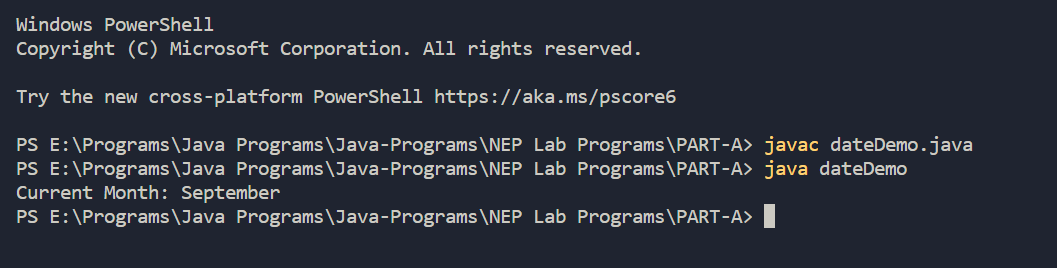 Windows PowerShell
Copyright (C) Microsoft Corporation. All rights reserved.
Try the new cross-platform PowerShell https://aka.ms/pscore6
PS E:\Programs\Java Programs\Java-Programs\NEP Lab Programs\PART-A> javac dateDemo.java
PS E:\Programs\Java Programs\Java-Programs\NEP Lab Programs\PART-A> java dateDemo
Current Month: September
PS E:\Programs\Java Programs\Java-Programs\NEP Lab Programs\PART-A>